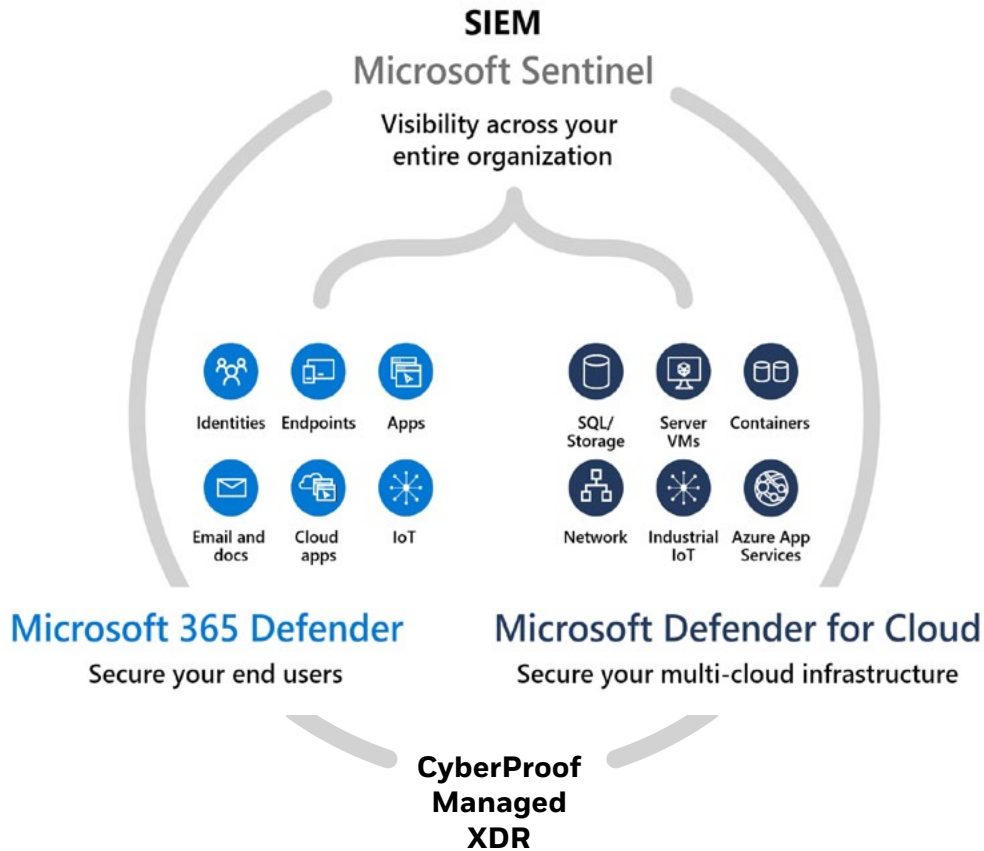 SIEM
Microsoft Sentinel
Visibility across your
entire organization
Identities
Endpoints
Apps
Email and
docs
Cloud
apps
IoT
SQL/
Storage
Server
VMs
Containers
Network
Industrial
IoT
Azure App
Services
Microsoft 365 Defender
Secure your end users
Microsoft Defender for Cloud
Secure your multi-cloud infrastructure
CyberProof
Managed
XDR